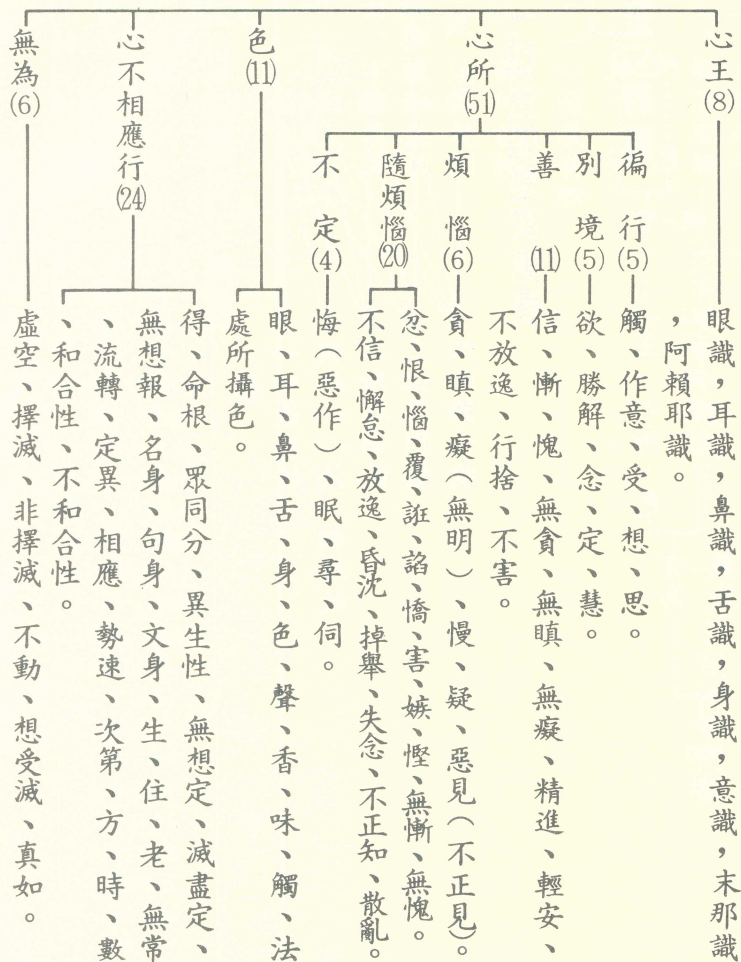 心王(8)
眼識，耳識，鼻識，舌識，身識，意識，末那識
，阿賴耶識。
心所(51)
徧行(5)
觸、作意、受、想、思。
別境(5)
欲、勝解、念、定、慧。
善(11)
信、慚、愧、無貪、無瞋、無癡、精進、輕安、
不放逸、行捨、不害。
煩惱(6)
貪、瞋、癡（無明）、慢、疑、惡見（不正見）。
隨煩惱(20)
忿、恨、惱、覆、誑、諂、憍、害、嫉、慳、無慚、無愧。
不信、懈怠、放逸、昏沈、掉舉、失念、不正知、散亂。
不定(4)
悔（惡作）、眠、尋、伺。
色(11)
眼、耳、鼻、舌、身、色、聲、香、味、觸、法
處所攝色。
心不相應行(24)
得、命根、眾同分、異生性、無想定、滅盡定、
無想報、名身、句身、文身、生、住、老、無常
、流轉、定異、相應、勢速、次第、方、時、數
、和合性、不和合性。
無為(6)
虛空、擇滅、非擇滅、不動、想受滅、真如。